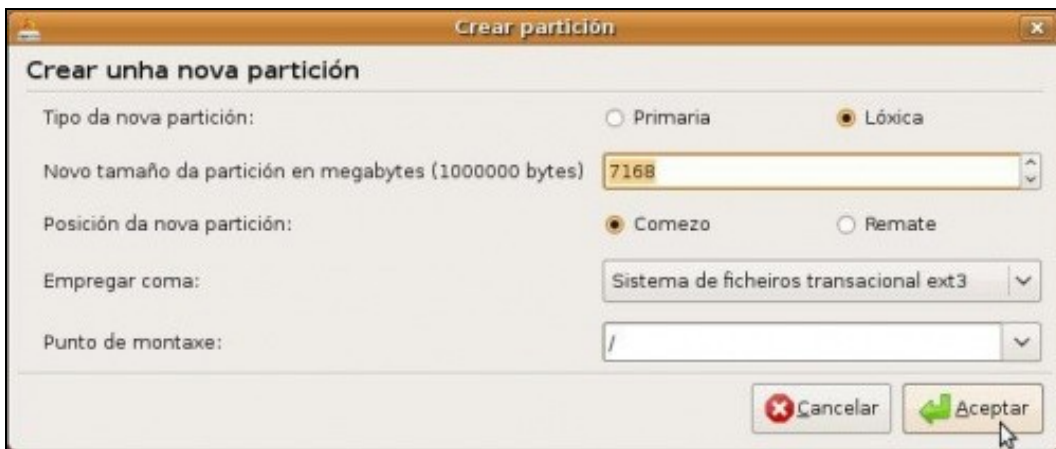 Crear partición
Crear unha nova partición
Tipo da nova partición: Primaria Lóxica
Novo tamaño da partición en megabytes (1000000 bytes) 7168
Posición da nova partición: Comezo Remate
Empregar coma: Sistema de ficheiros transacional ext3
Punto de montaxe: /
Cancelar Aceptar